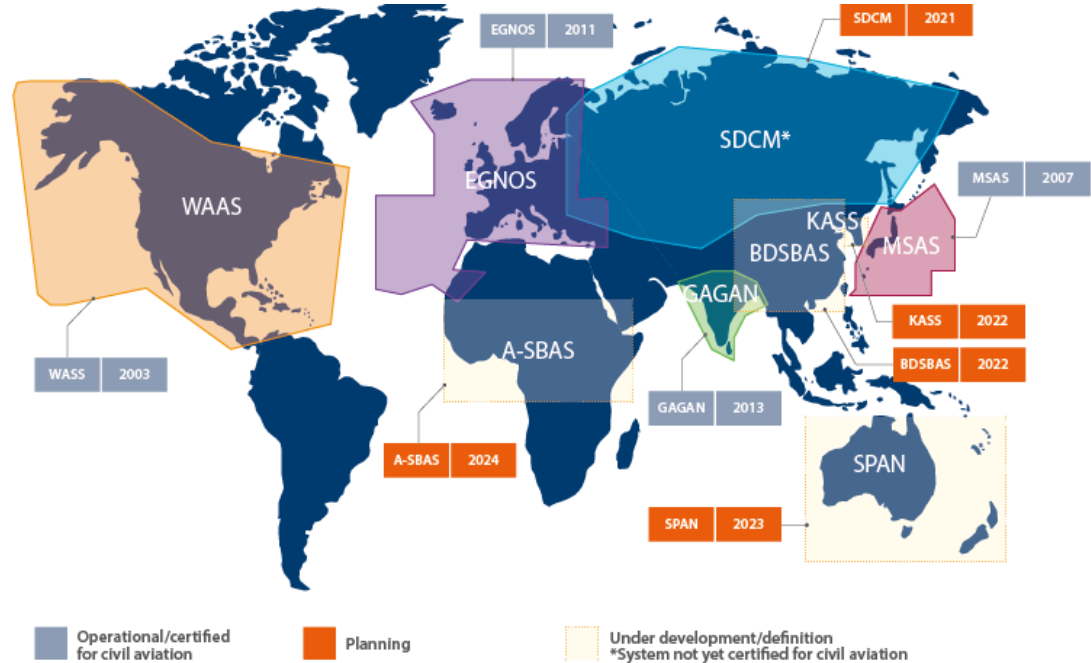 EGNOS 2011
SDCM 2021
SDCM*
WAAS
EGNOS
MSAS 2007
KASS
BDSBAS
MSAS
GAGAN
KASS 2022
A-SBAS
BDSBAS 2022
WASS 2003
GAGAN 2013
A-SBAS 2024
SPAN
SPAN 2023
Operational/certified
for civil aviation
Planning
Under development/definition
*System not yet certified for civil aviation